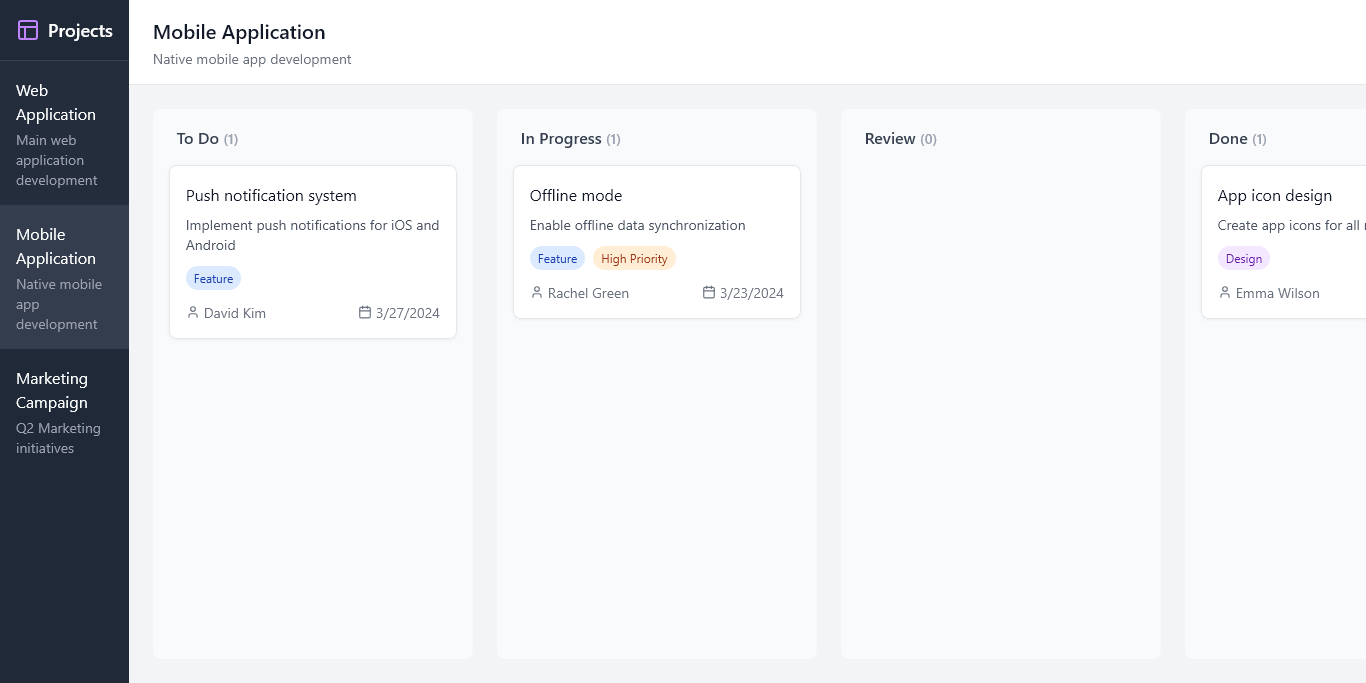 Projects
Web
Application
Main web
application
development
Mobile
Application
Native mobile
app
development
Marketing
Campaign
Q2 Marketing
initiatives
Mobile Application
Native mobile app development
To Do (1)
Push notification system
Implement push notifications for iOS and
Android
Feature
David Kim
3/27/2024
In Progress (1)
Offline mode
Enable offline data synchronization
Feature
High Priority
Rachel Green
3/23/2024
Review (0)
Done (1)
App icon design
Create app icons for all
Design
Emma Wilson